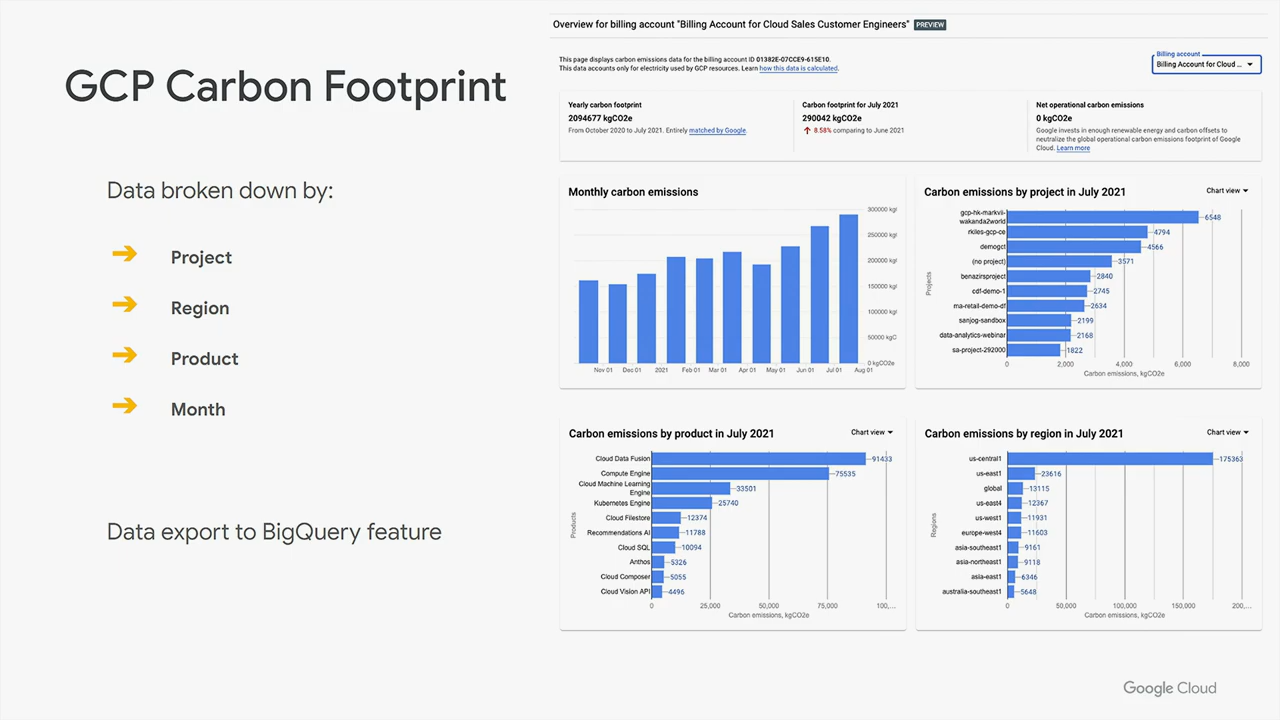 GCP Carbon Footprint
Data broken down by:
Project
Region
Product
Month
Data export to BigQuery feature
Overview for billing account "Billing Account for Cloud Sales Customer Engineers" PREVIEW
This page displays carbon emissions data for the billing account ID 01382E-07CCE9-615E10.
This data accounts only for electricity used by GCP resources. Learn how this data is calculated.
Billing account
Billing Account for Cloud ...
Yearly carbon footprint
2094677 kgCO2e
From October 2020 to July 2021. Entirely matched by Google.
Carbon footprint for July 2021
290042 kgCO2e
8.58% comparing to June 2021
Net operational carbon emissions
0 kgCO2e
Google invests in enough renewable energy and carbon offsets to
neutralize the global operational carbon emissions footprint of Google
Cloud. Learn more
Monthly carbon emissions
300000 kg(
250000 kg(
200000 kg(
150000 kg(
100000 kg(
50000 kgC
0 kgCO2e
Nov 01 Dec 01 2021 Feb 01 Mar 01 Apr 01 May 01 Jun 01 Jul 01 Aug 01
Carbon emissions by project in July 2021
Chart view
Projects
gcp-hk-markvii-
wakanda2world 6548
rkiles-gcp-ce 4794
demogct 4566
(no project) 3571
benazirsproject 2840
cdf-demo-1 2745
ma-retail-demo-df 2634
sanjog-sandbox 2199
data-analytics-webinar 2168
sa-project-292000 1822
0 2,000 4,000 6,000 8,000
Carbon emissions, kgCO2e
Carbon emissions by product in July 2021
Chart view
Products
Cloud Data Fusion 91433
Compute Engine 75535
Cloud Machine Learning
Engine 33501
Kubernetes Engine 25740
Cloud Filestore 12374
Recommendations AI 11788
Cloud SQL 10094
Anthos 5326
Cloud Composer 5055
Cloud Vision API 4496
0 25,000 50,000 75,000 100,...
Carbon emissions, kgCO2e
Carbon emissions by region in July 2021
Chart view
Regions
us-central1 175363
us-east1 23616
global 13115
us-east4 12367
us-west1 11931
europe-west4 11603
asia-southeast1 9161
asia-northeast1 9118
asia-east1 6346
australia-southeast1 5648
0 50,000 100,000 150,000 200,...
Carbon emissions, kgCO2e
Google Cloud